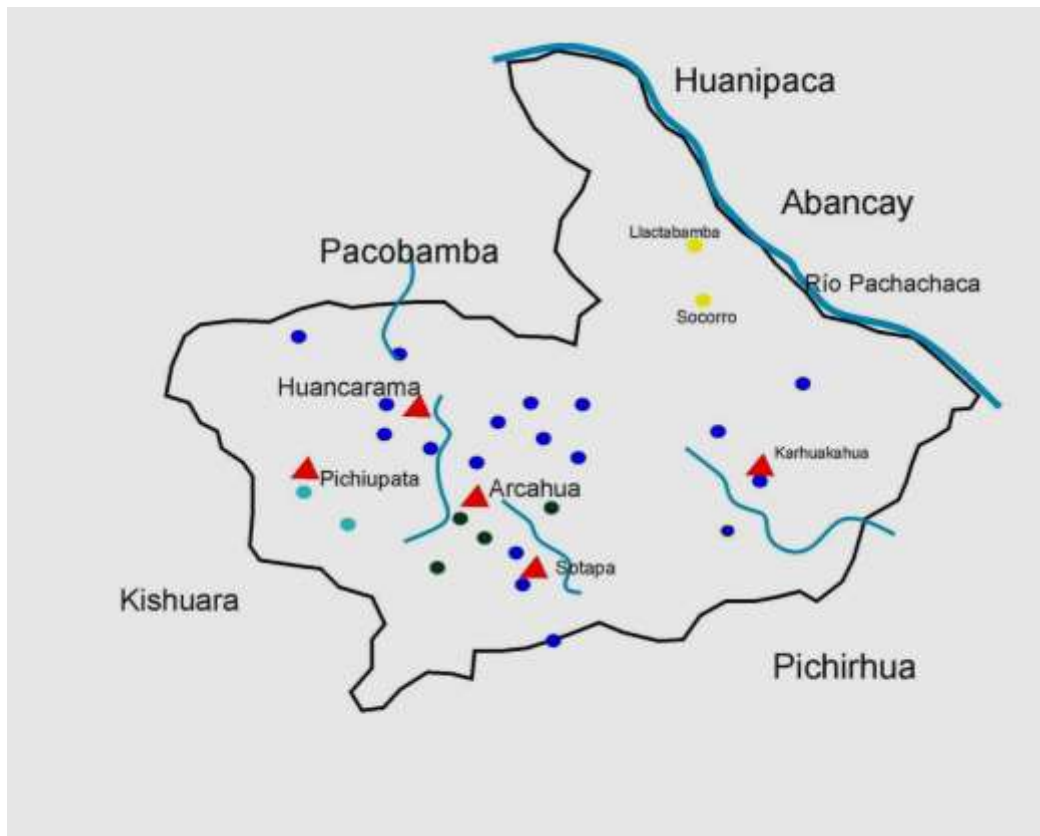 Huanipaca
Abancay
Llactabamba
Pacobamba
Río Pachachaca
Socorro
Huancarama
Karhuakahua
Pichiupata
Arcahua
Sotapa
Kishuara
Pichirhua